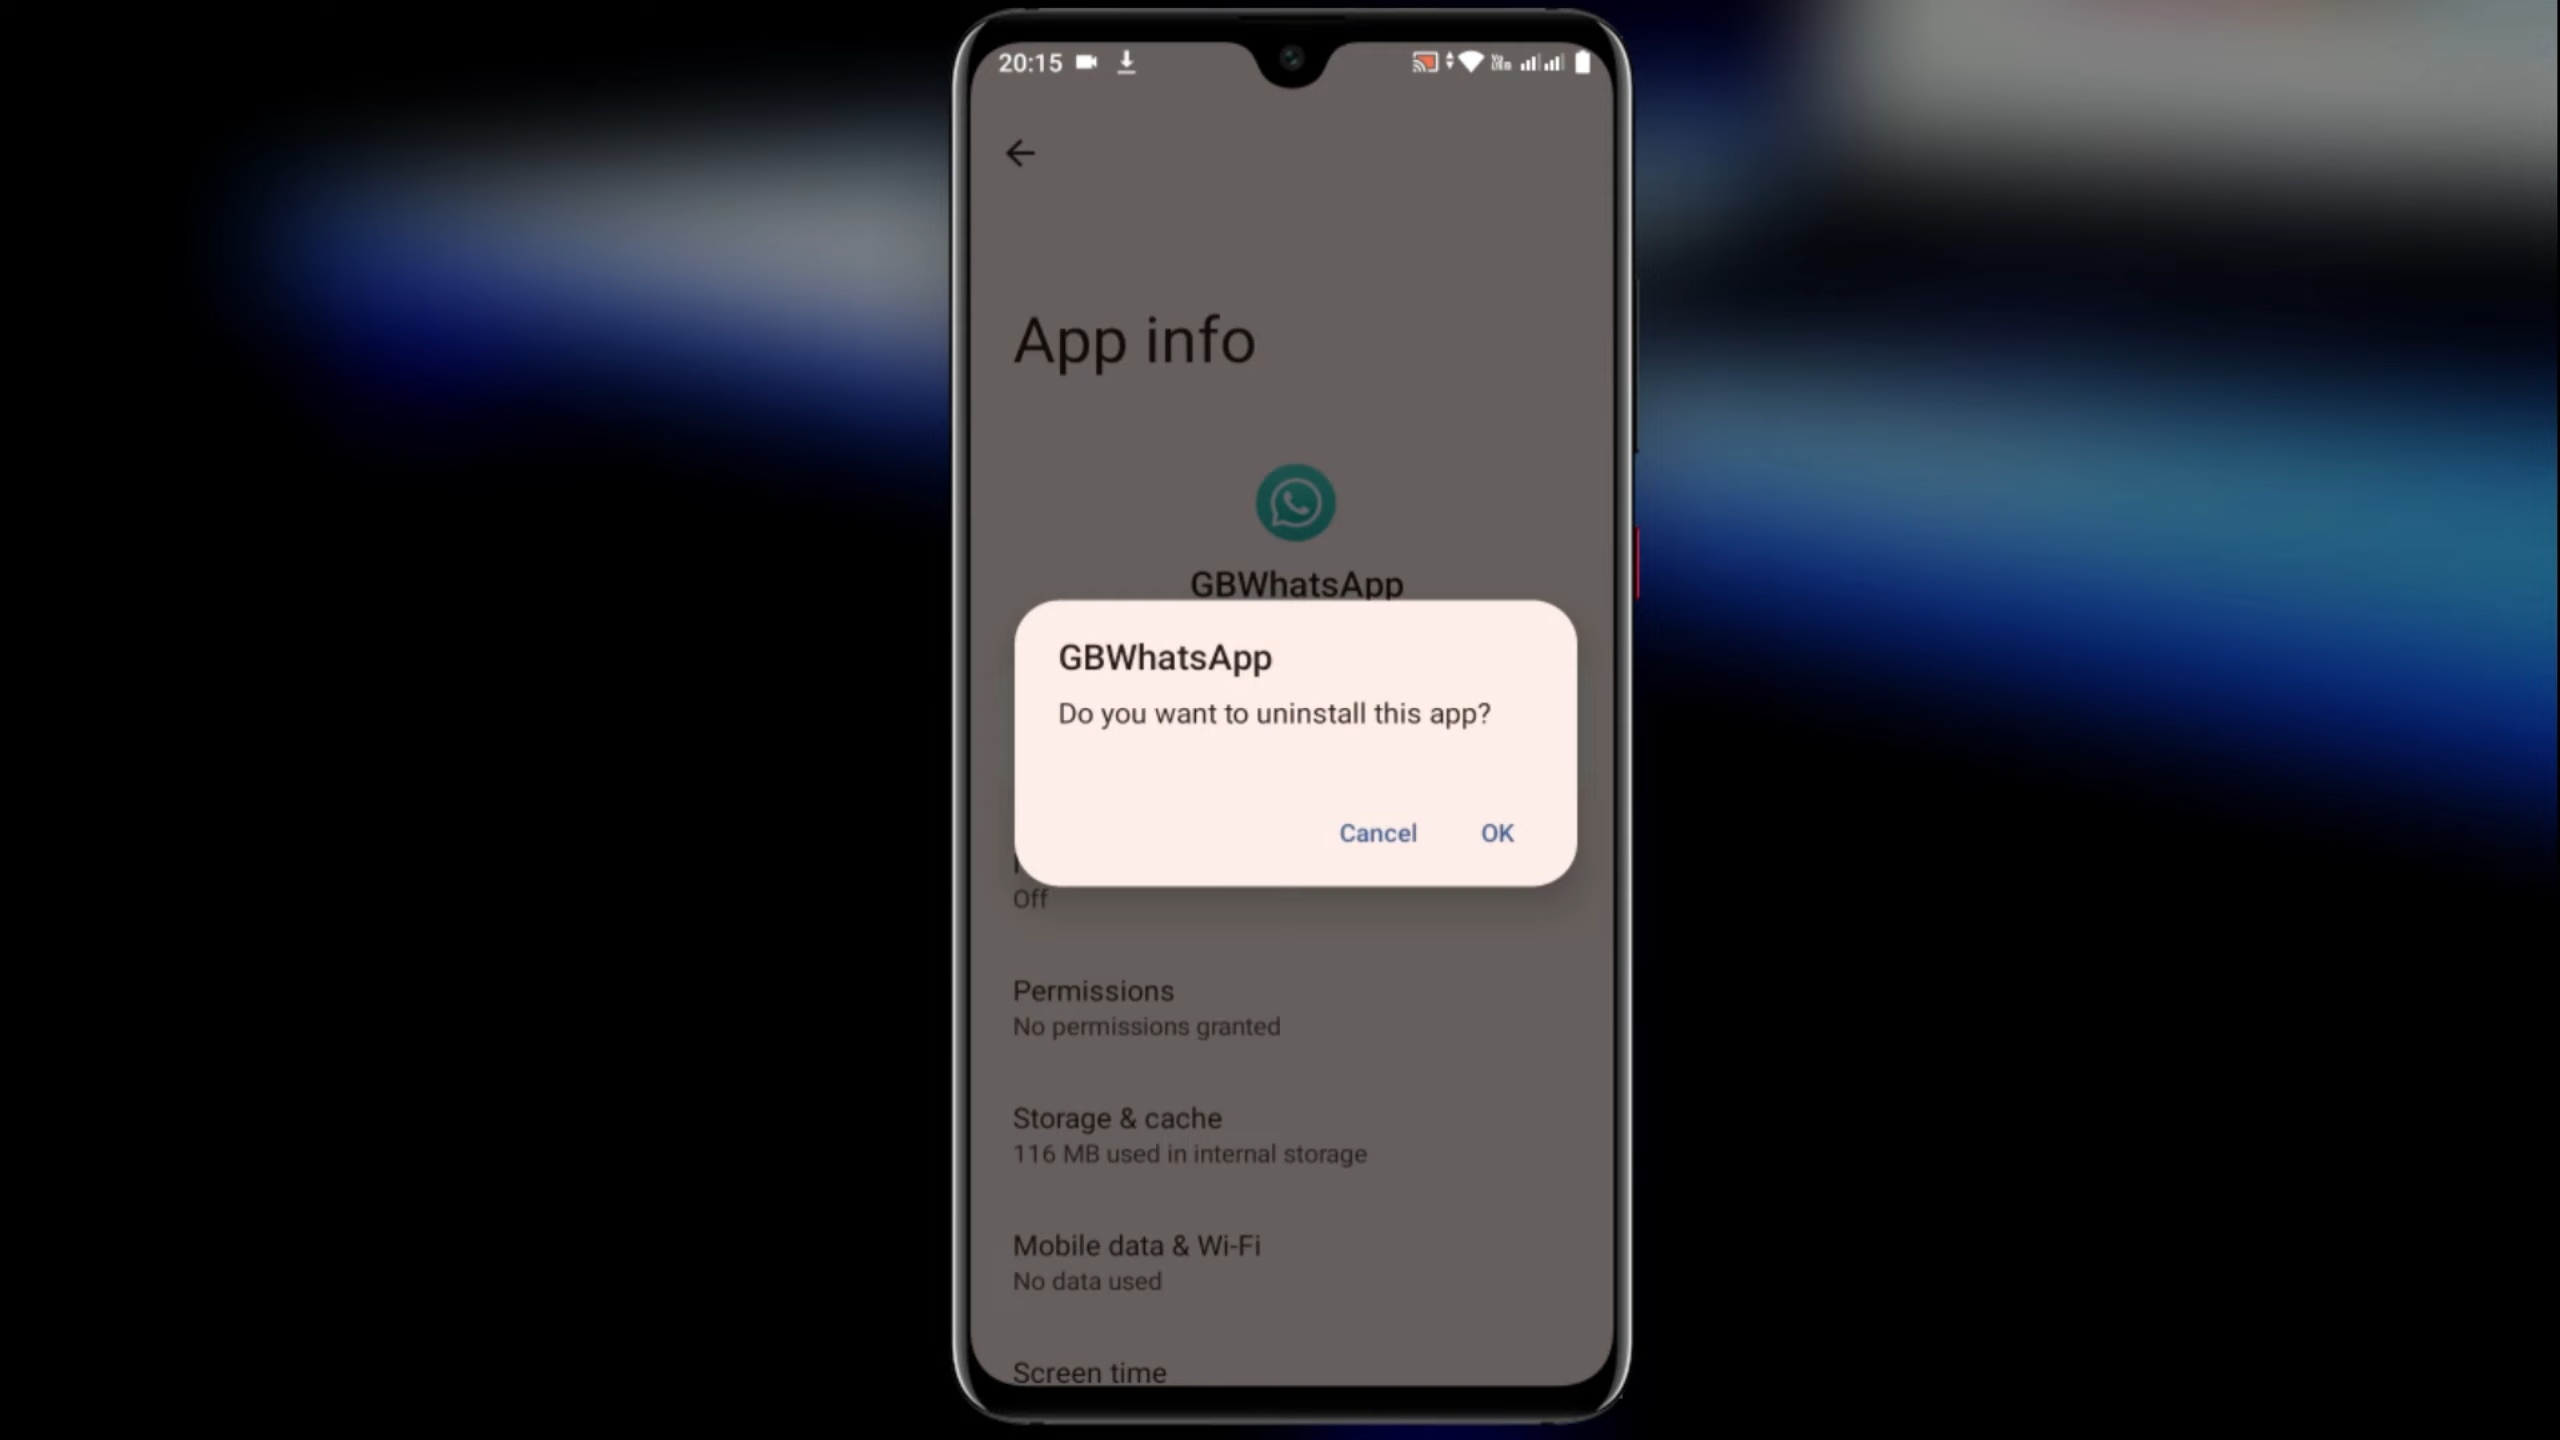 20:15
App info
GBWhatsApp
GBWhatsApp
Do you want to uninstall this app?
Cancel OK
Off
Permissions
No permissions granted
Storage & cache
116 MB used in internal storage
Mobile data & Wi-Fi
No data used
Screen time